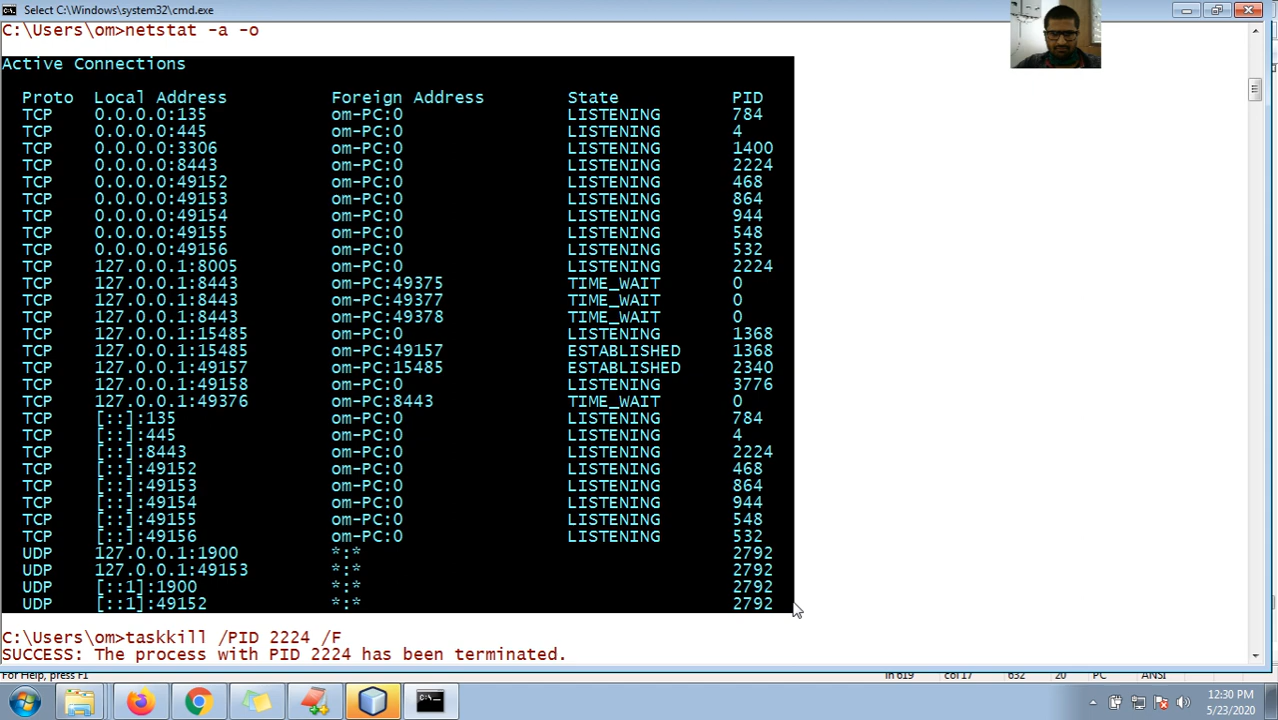 Select C:\Windows\system32\cmd.exe
C:\Users\om>netstat -a -o
Active Connections
Proto Local Address Foreign Address State PID
TCP 0.0.0.0:135 om-PC:0 LISTENING 784
TCP 0.0.0.0:445 om-PC:0 LISTENING 4
TCP 0.0.0.0:3306 om-PC:0 LISTENING 1400
TCP 0.0.0.0:8443 om-PC:0 LISTENING 2224
TCP 0.0.0.0:49152 om-PC:0 LISTENING 468
TCP 0.0.0.0:49153 om-PC:0 LISTENING 864
TCP 0.0.0.0:49154 om-PC:0 LISTENING 944
TCP 0.0.0.0:49155 om-PC:0 LISTENING 548
TCP 0.0.0.0:49156 om-PC:0 LISTENING 532
TCP 127.0.0.1:8005 om-PC:0 LISTENING 2224
TCP 127.0.0.1:8443 om-PC:49375 TIME_WAIT 0
TCP 127.0.0.1:8443 om-PC:49377 TIME_WAIT 0
TCP 127.0.0.1:8443 om-PC:49378 TIME_WAIT 0
TCP 127.0.0.1:15485 om-PC:0 LISTENING 1368
TCP 127.0.0.1:15485 om-PC:49157 ESTABLISHED 1368
TCP 127.0.0.1:49157 om-PC:15485 ESTABLISHED 2340
TCP 127.0.0.1:49158 om-PC:0 LISTENING 3776
TCP 127.0.0.1:49376 om-PC:8443 TIME_WAIT 0
TCP [::]:135 om-PC:0 LISTENING 784
TCP [::]:445 om-PC:0 LISTENING 4
TCP [::]:8443 om-PC:0 LISTENING 2224
TCP [::]:49152 om-PC:0 LISTENING 468
TCP [::]:49153 om-PC:0 LISTENING 864
TCP [::]:49154 om-PC:0 LISTENING 944
TCP [::]:49155 om-PC:0 LISTENING 548
TCP [::]:49156 om-PC:0 LISTENING 532
UDP 127.0.0.1:1900 *:* 2792
UDP 127.0.0.1:49153 *:* 2792
UDP [::1]:1900 *:* 2792
UDP [::1]:49152 *:* 2792
C:\Users\om>taskkill /PID 2224 /F
SUCCESS: The process with PID 2224 has been terminated.
For Help, press F1 ln 619 col 17 632 20 PC ANSI
12:30 PM
5/23/2020